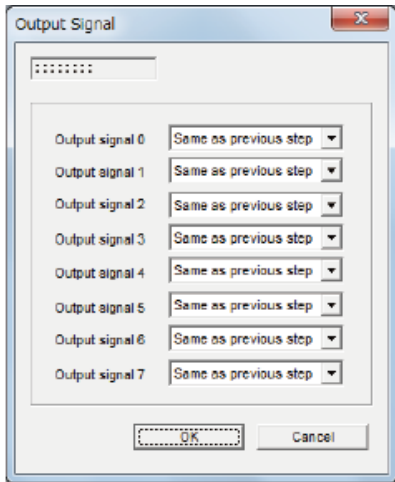 Output Signal
::::::::
Output signal 0 Same as previous step
Output signal 1 Same as previous step
Output signal 2 Same as previous step
Output signal 3 Same as previous step
Output signal 4 Same as previous step
Output signal 5 Same as previous step
Output signal 6 Same as previous step
Output signal 7 Same as previous step
OK Cancel